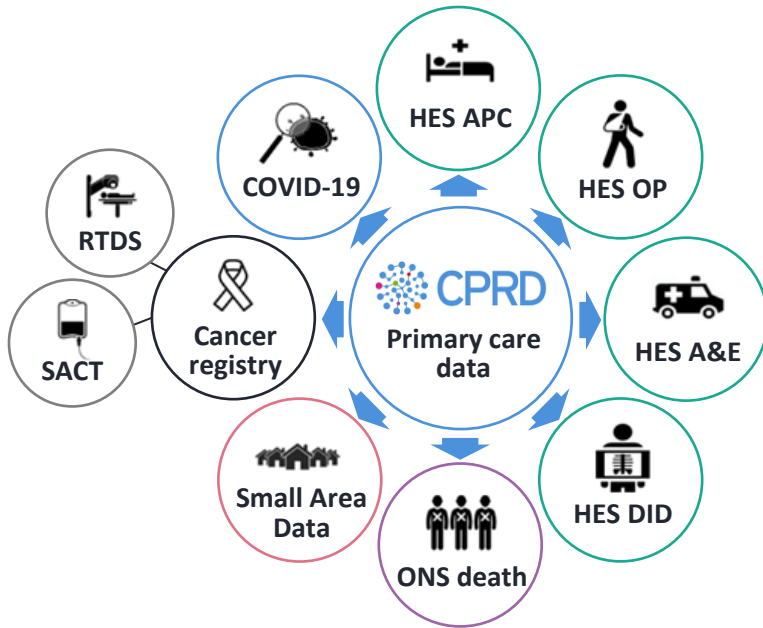 HES APC
COVID-19
HES OP
RTDS
CPRD
Primary care
data
Cancer
registry
HES A&E
SACT
Small Area
Data
HES DID
ONS death